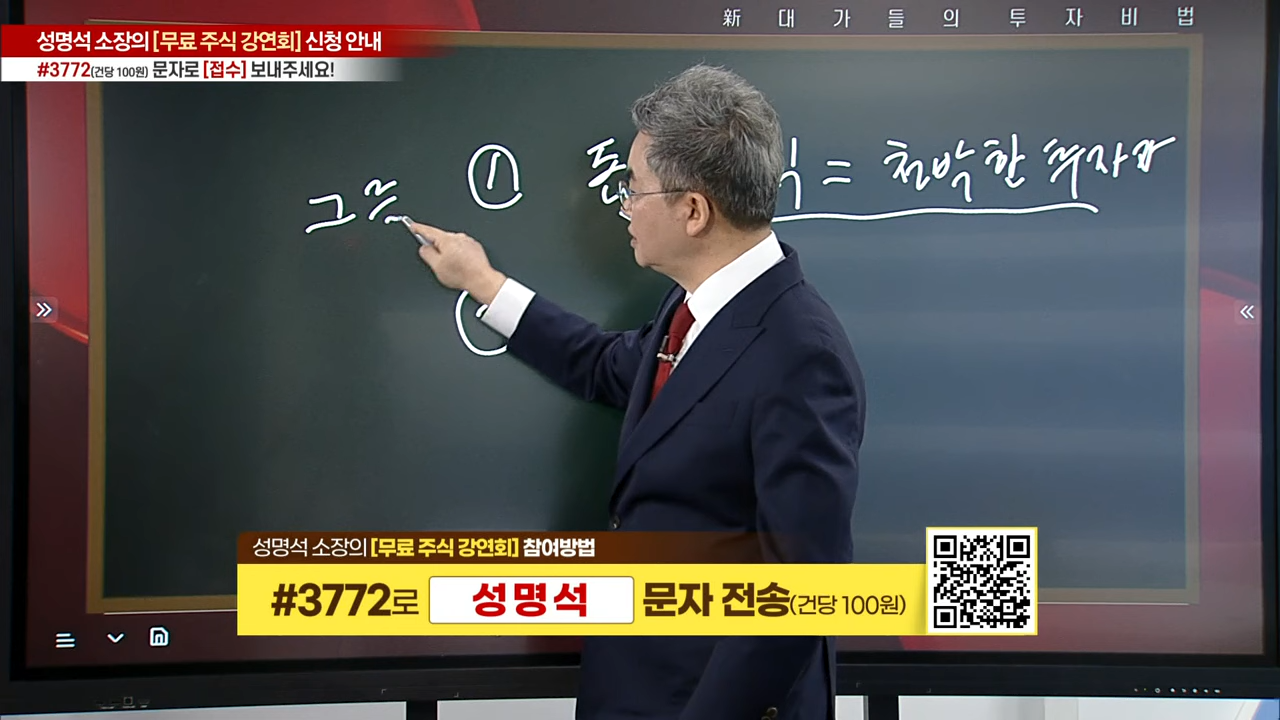 新대가들의 투자비법
성명석 소장의 [무료 주식 강연회] 신청 안내
#3772(건당 100원) 문자로 [접수] 보내주세요!
① 돈 = 천박한 투자가
성명석 소장의 [무료 주식 강연회] 참여방법
#3772로 성명석 문자 전송(건당 100원)